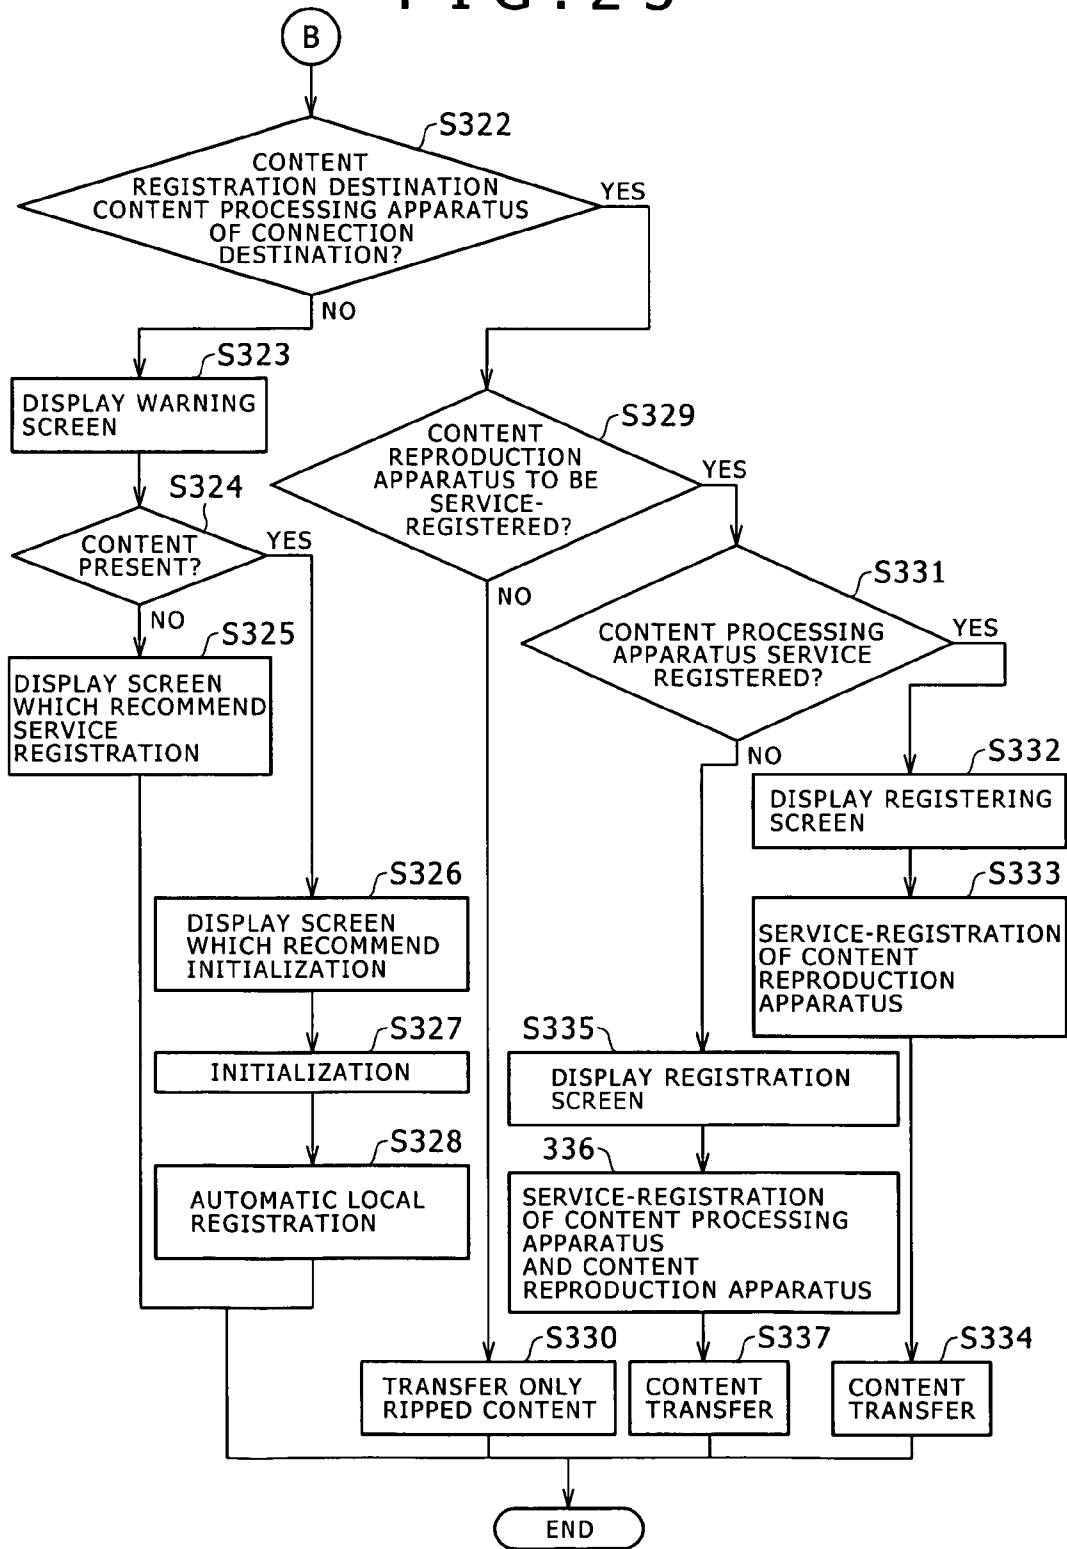 FIG.
B
S322
CONTENT
REGISTRATION DESTINATION
CONTENT PROCESSING APPARATUS
OF CONNECTION
DESTINATION?
YES
NO
S323
DISPLAY WARNING
SCREEN
S324
CONTENT
PRESENT?
YES
NO
S325
DISPLAY SCREEN
WHICH RECOMMEND
SERVICE
REGISTRATION
S326
DISPLAY SCREEN
WHICH RECOMMEND
INITIALIZATION
S327
INITIALIZATION
S328
AUTOMATIC LOCAL
REGISTRATION
S329
CONTENT
REPRODUCTION
APPARATUS TO BE
SERVICE-
REGISTERED?
YES
NO
S330
TRANSFER ONLY
RIPPED CONTENT
S331
CONTENT PROCESSING
APPARATUS SERVICE
REGISTERED?
YES
NO
S332
DISPLAY REGISTERING
SCREEN
S333
SERVICE-REGISTRATION
OF CONTENT
REPRODUCTION
APPARATUS
S334
CONTENT
TRANSFER
S335
DISPLAY REGISTRATION
SCREEN
336
SERVICE-REGISTRATION
OF CONTENT PROCESSING
APPARATUS
AND CONTENT
REPRODUCTION APPARATUS
S337
CONTENT
TRANSFER
END